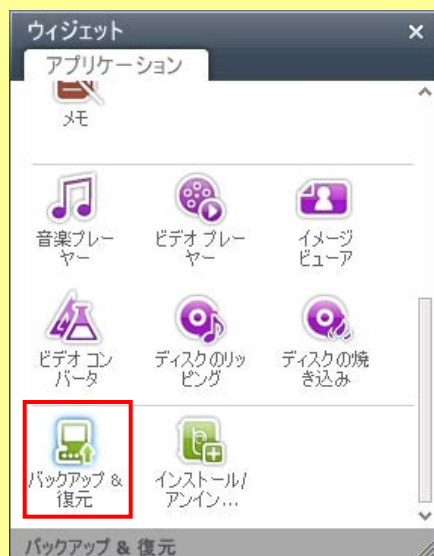 ウィジェット
アプリケーション
メモ
音楽プレー
ヤー
ビデオ プレー
ヤー
イメージ
ビューア
ビデオ コン
バータ
ディスクのリッ
ピング
ディスクの焼
き込み
バックアップ &
復元
インストール/
アンイン...
バックアップ & 復元